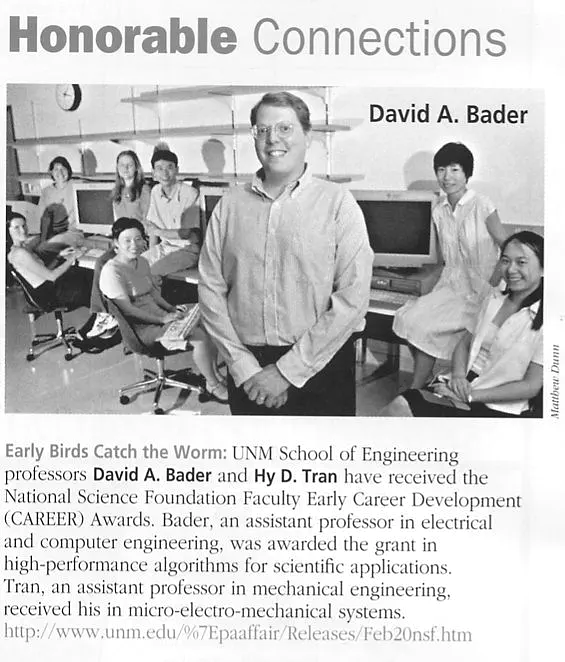 Honorable Connections
David A. Bader
Matthew Dunn
Early Birds Catch the Worm: UNM School of Engineering
professors David A. Bader and Hy D. Tran have received the
National Science Foundation Faculty Early Career Development
(CAREER) Awards. Bader, an assistant professor in electrical
and computer engineering, was awarded the grant in
high-performance algorithms for scientific applications.
Tran, an assistant professor in mechanical engineering,
received his in micro-electro-mechanical systems.
http://www.unm.edu/%7Epaaffair/Releases/Feb20nsf.htm